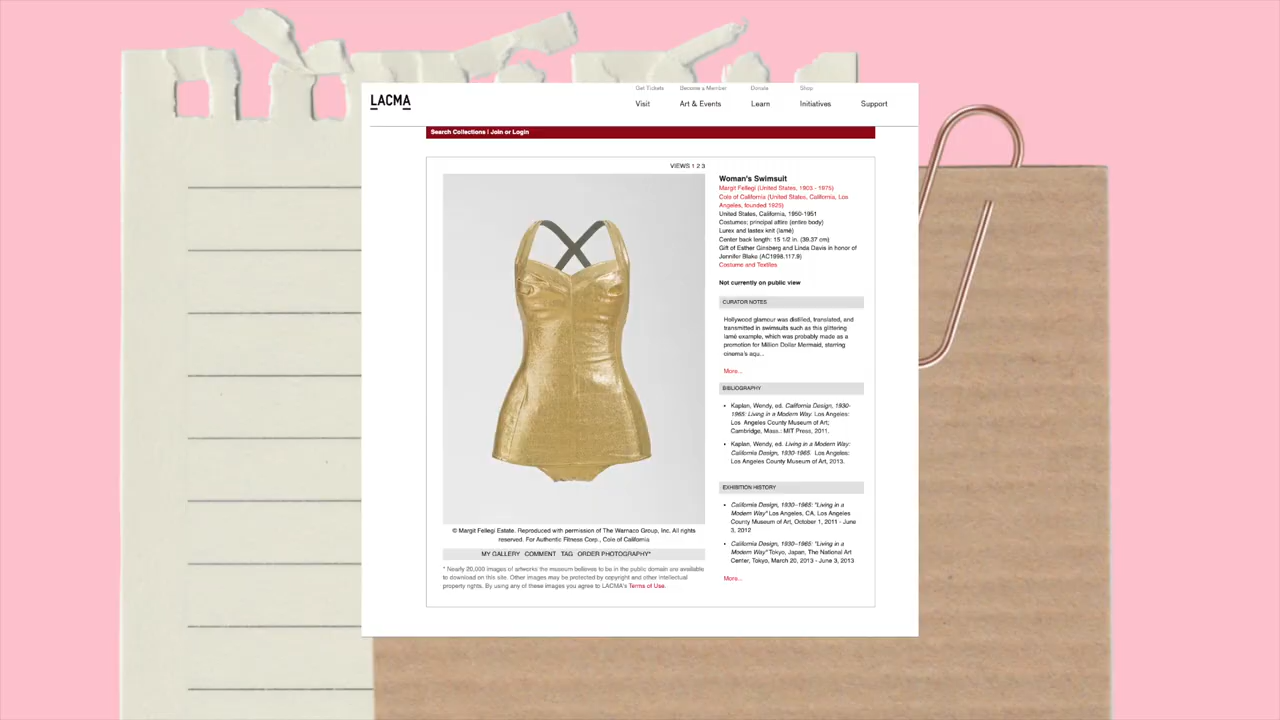 LACMA
Get Tickets Become a Member Donate Shop
Visit Art & Events Learn Initiatives Support
Search Collections | Join or Login
VIEWS 1 2 3
Woman's Swimsuit
Margit Fellegi (United States, 1903 - 1975)
Cole of California (United States, California, Los
Angeles, founded 1925)
United States, California, 1950-1951
Costumes; principal attire (entire body)
Lurex and lastex knit (lamé)
Center back length: 15 1/2 in. (39.37 cm)
Gift of Esther Ginsberg and Linda Davis in honor of
Jennifer Blake (AC1998.117.9)
Costume and Textiles
Not currently on public view
CURATOR NOTES
Hollywood glamour was distilled, translated, and
transmitted in swimsuits such as this glittering
lamé example, which was probably made as a
promotion for Million Dollar Mermaid, starring
cinema's aqu...
More...
BIBLIOGRAPHY
• Kaplan, Wendy, ed. California Design, 1930-
1965: Living in a Modern Way. Los Angeles:
Los Angeles County Museum of Art;
Cambridge, Mass.: MIT Press, 2011.
• Kaplan, Wendy, ed. Living in a Modern Way:
California Design, 1930-1965. Los Angeles:
Los Angeles County Museum of Art, 2013.
EXHIBITION HISTORY
• California Design, 1930–1965: "Living in a
Modern Way" Los Angeles, CA, Los Angeles
County Museum of Art, October 1, 2011 - June
3, 2012
• California Design, 1930–1965: "Living in a
Modern Way" Tokyo, Japan, The National Art
Center, Tokyo, March 20, 2013 - June 3, 2013
More...
© Margit Fellegi Estate. Reproduced with permission of The Warnaco Group, Inc. All rights
reserved. For Authentic Fitness Corp., Cole of California
MY GALLERY COMMENT TAG ORDER PHOTOGRAPHY*
* Nearly 20,000 images of artworks the museum believes to be in the public domain are available
to download on this site. Other images may be protected by copyright and other intellectual
property rights. By using any of these images you agree to LACMA's Terms of Use.